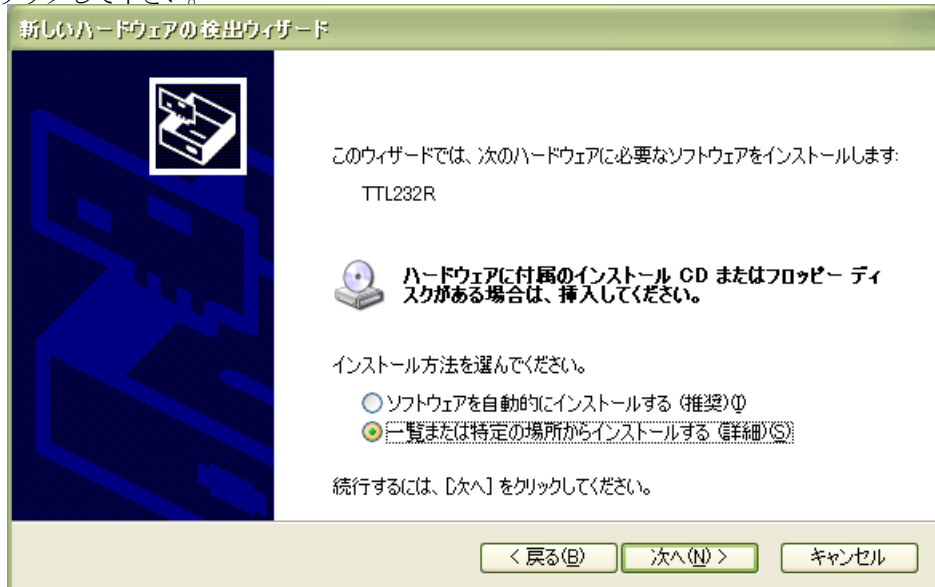 クリックして下さい。
新しいハードウェアの検出ウィザード
このウィザードでは、次のハードウェアに必要なソフトウェアをインストールします:
TTL232R
ハードウェアに付属のインストール CD またはフロッピー ディ
スクがある場合は、挿入してください。
インストール方法を選んでください。
ソフトウェアを自動的にインストールする (推奨)(I)
一覧または特定の場所からインストールする (詳細)(S)
続行するには、[次へ] をクリックしてください。
< 戻る(B)
次へ(N) >
キャンセル